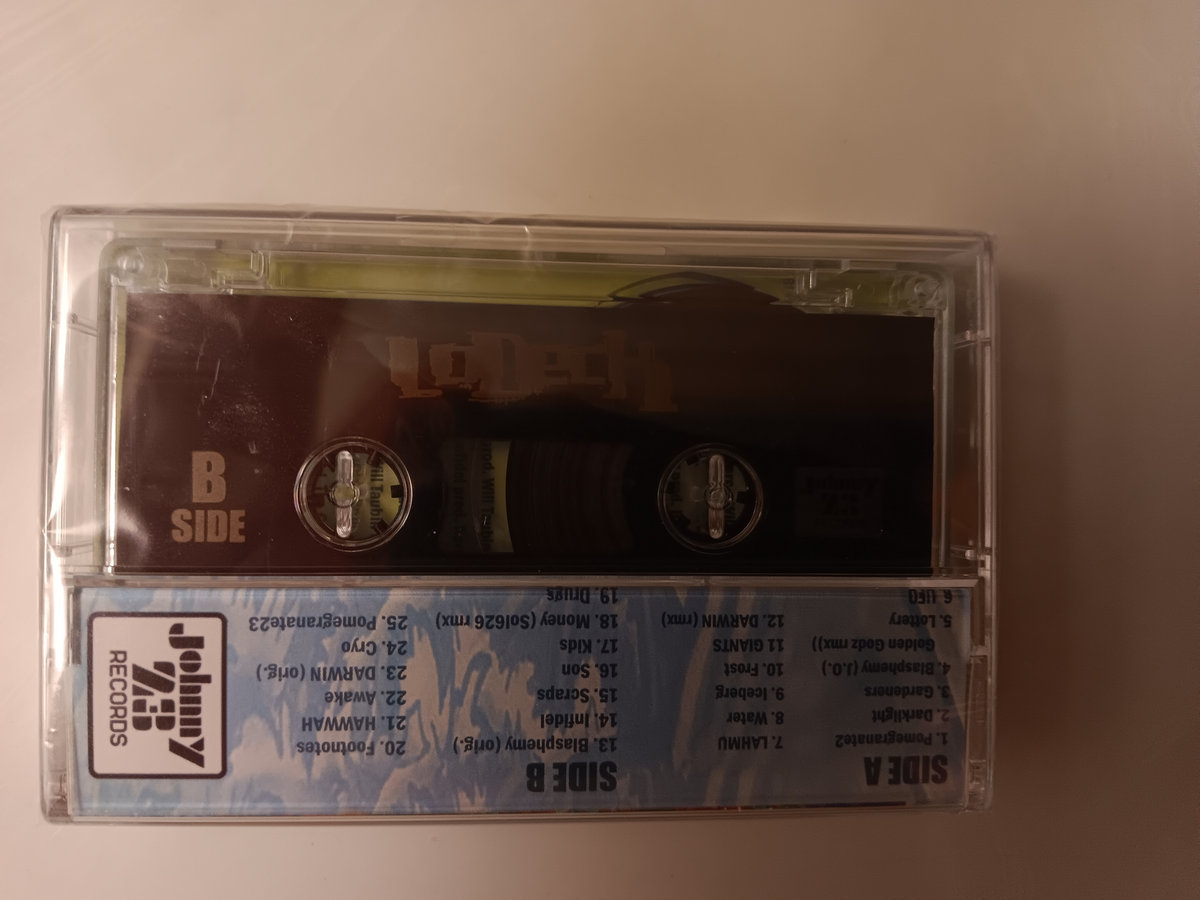 LoTech
B
SIDE
SIDE A
1. Pomegranate2
2. Darklight
3. Gardeners
4. Blasphemy (J.O.)
Golden Godz rmx))
5. Lottery
6. UFO
7. LAHMU
8. Water
9. Iceberg
10. Frost
11 GIANTS
12. DARWIN (rmx)
SIDE B
13. Blasphemy (orig.)
14. Infidel
15. Scraps
16. Son
17. Kids
18. Money (Sol626 rmx)
19. Drugs
20. Footnotes
21. HAWWAH
22. Awake
23. DARWIN (orig.)
24. Cryo
25. Pomegranate23
Johnny
Z3
RECORDS